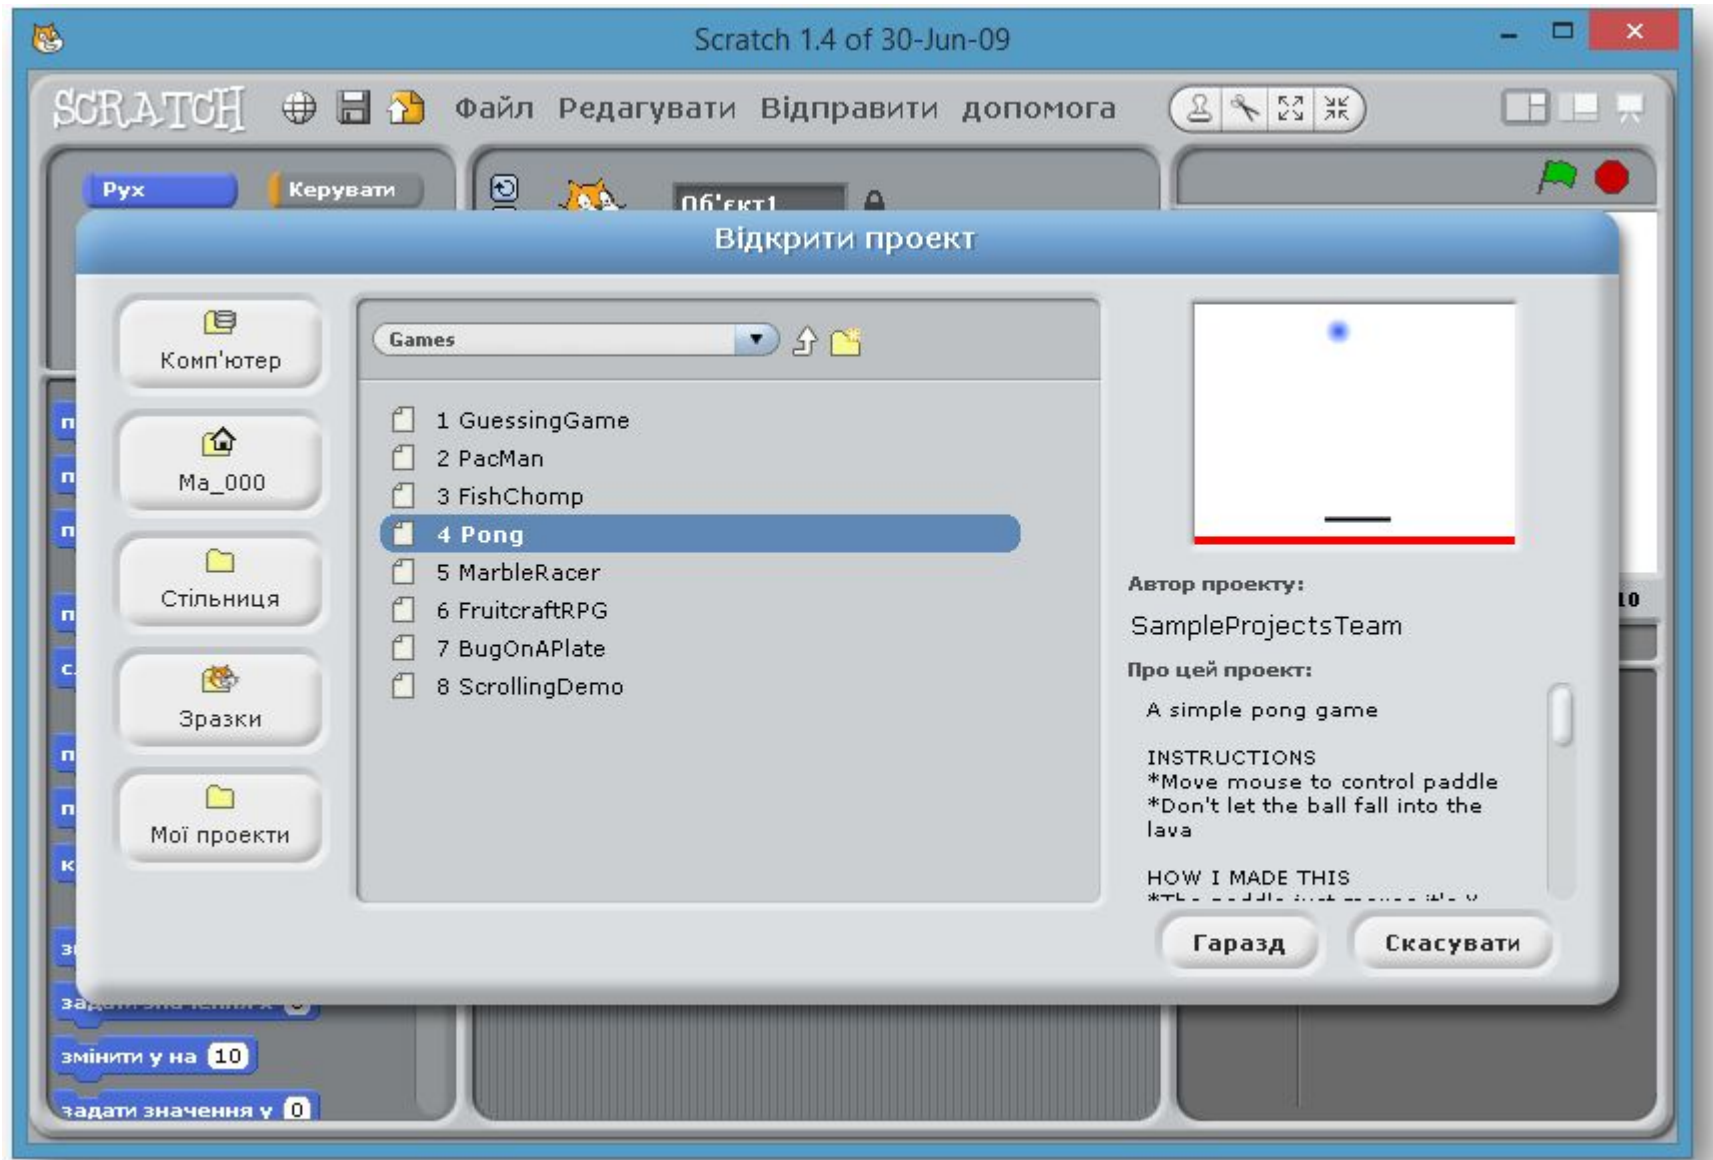 Scratch 1.4 of 30-Jun-09
SCRATCH Файл Редагувати Відправити допомога
Рух Керувати
Об'єкт1
Відкрити проект
Комп'ютер
Ma_000
Стільниця
Зразки
Мої проекти
Games
1 GuessingGame
2 PacMan
3 FishChomp
4 Pong
5 MarbleRacer
6 FruitcraftRPG
7 BugOnAPlate
8 ScrollingDemo
Автор проекту:
SampleProjectsTeam
Про цей проект:
A simple pong game
INSTRUCTIONS
*Move mouse to control paddle
*Don't let the ball fall into the
lava
HOW I MADE THIS
Гаразд Скасувати
змінити у на 10
задати значення у 0